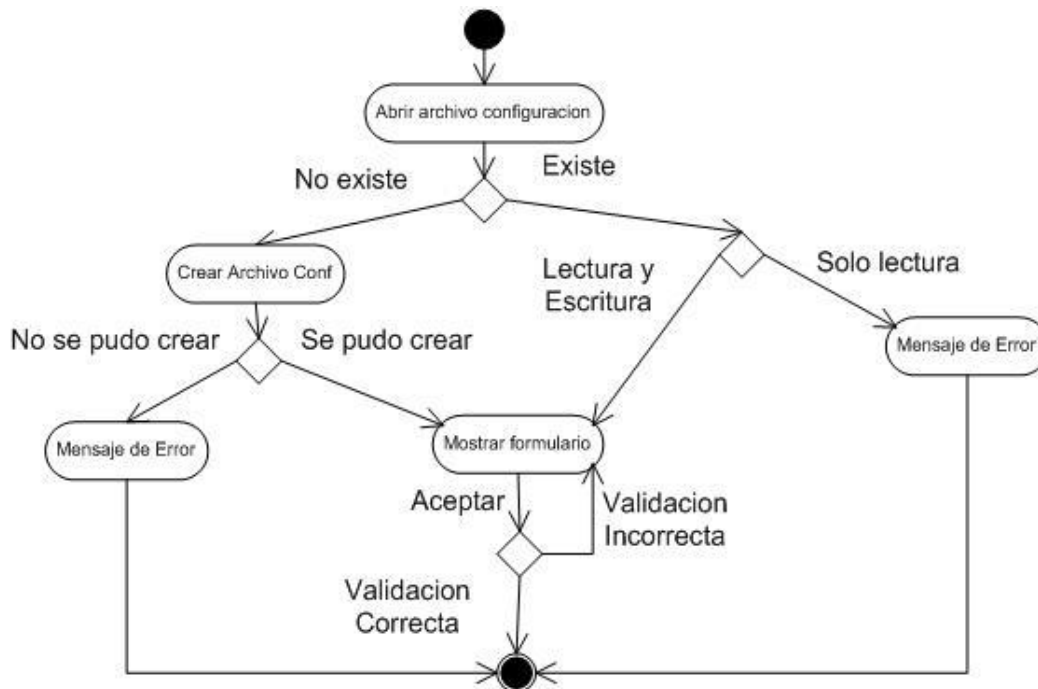 Abrir archivo configuracion
No existe
Existe
Crear Archivo Conf
Lectura y
Escritura
Solo lectura
No se pudo crear
Se pudo crear
Mensaje de Error
Mensaje de Error
Mostrar formulario
Aceptar
Validacion
Incorrecta
Validacion
Correcta